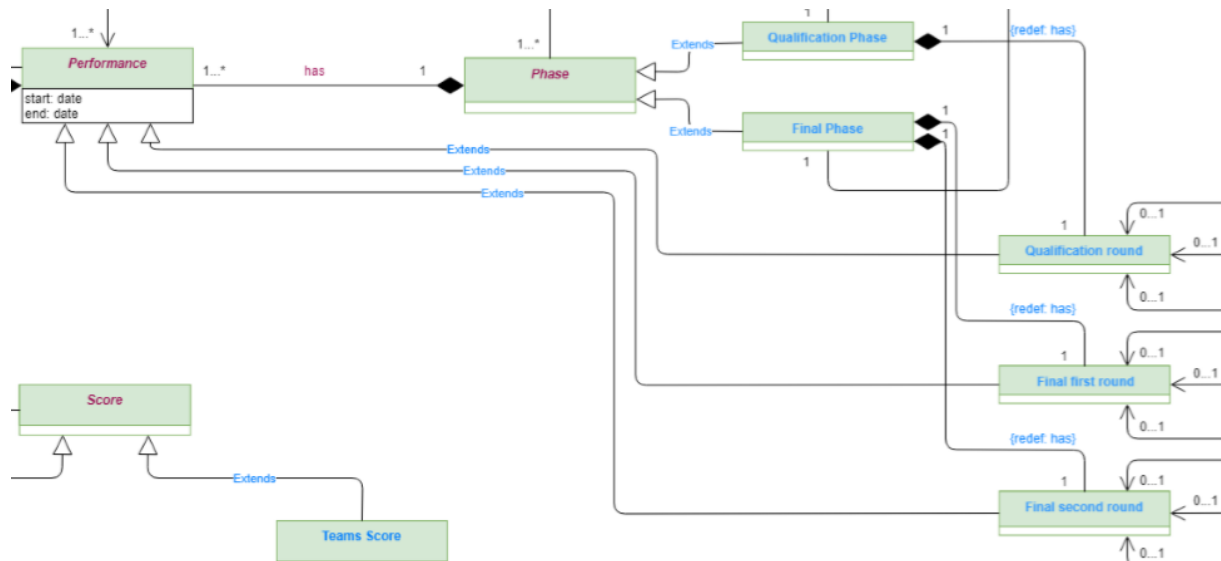 1
1
1...*
1...*
Performance
start: date
end: date
1...*
has
1
Phase
Extends
Qualification Phase
1
{redef: has}
Extends
Final Phase
1
1
1
Extends
Extends
Extends
0...1
1
0...1
Qualification round
0...1
{redef: has}
0...1
1
0...1
Final first round
0...1
{redef: has}
0...1
1
0...1
Final second round
0...1
Score
Extends
Teams Score